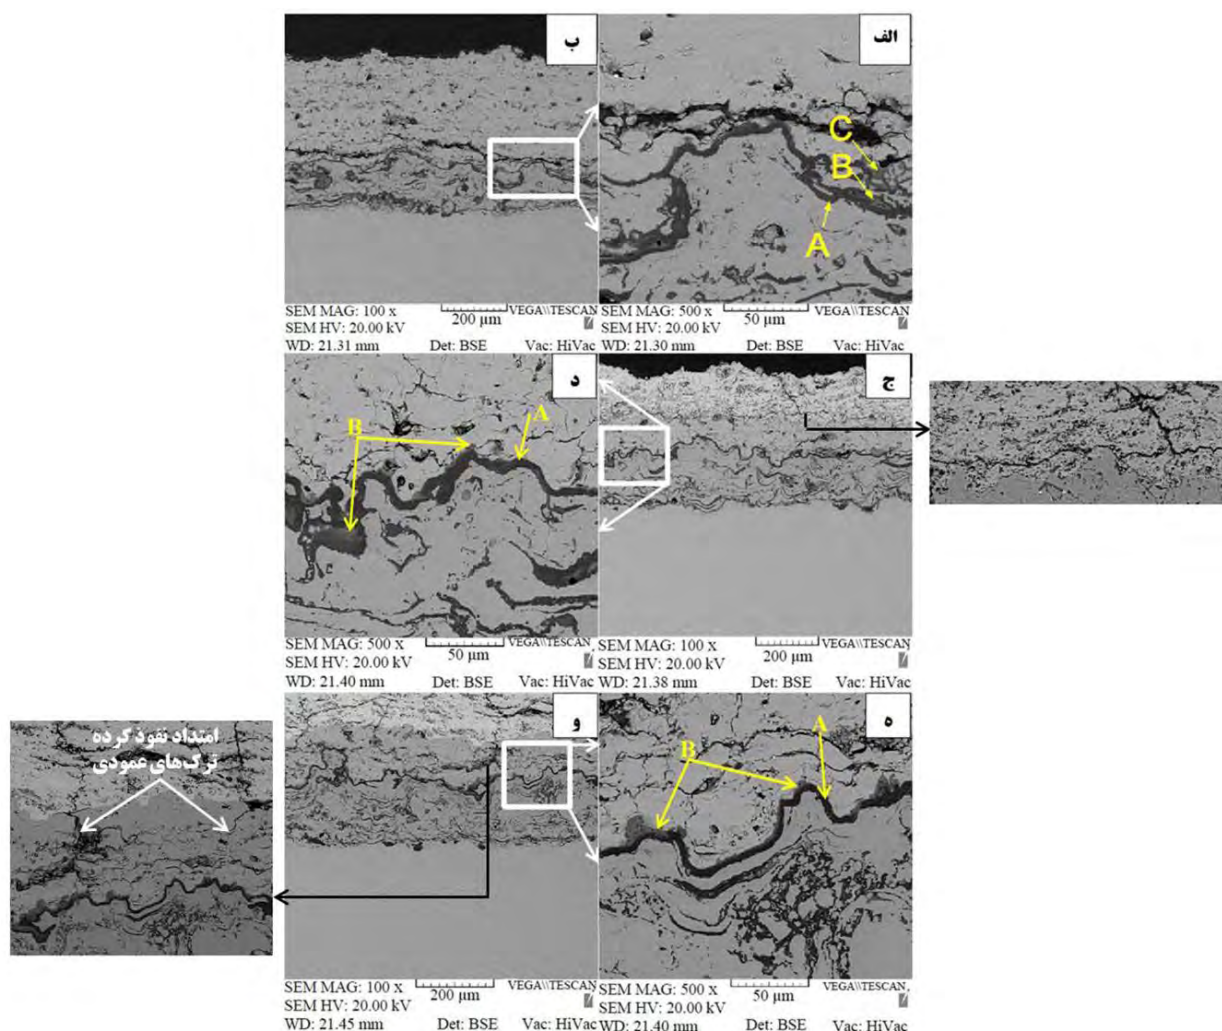 ب
الف
C
B
A
SEM MAG: 100 x
200 µm
VEGA\\TESCAN
SEM HV: 20.00 kV
WD: 21.31 mm
Det: BSE
Vac: HiVac
SEM MAG: 500 x
50 µm
VEGA\\TESCAN
SEM HV: 20.00 kV
WD: 21.30 mm
Det: BSE
Vac: HiVac
د
ج
A
B
SEM MAG: 500 x
50 µm
VEGA\\TESCAN
SEM HV: 20.00 kV
WD: 21.40 mm
Det: BSE
Vac: HiVac
SEM MAG: 100 x
200 µm
VEGA\\TESCAN
SEM HV: 20.00 kV
WD: 21.38 mm
Det: BSE
Vac: HiVac
و
ه
A
B
امتداد نفوذ کرده
ترک‌های عمودی
SEM MAG: 100 x
200 µm
VEGA\\TESCAN
SEM HV: 20.00 kV
WD: 21.45 mm
Det: BSE
Vac: HiVac
SEM MAG: 500 x
50 µm
VEGA\\TESCAN
SEM HV: 20.00 kV
WD: 21.40 mm
Det: BSE
Vac: HiVac